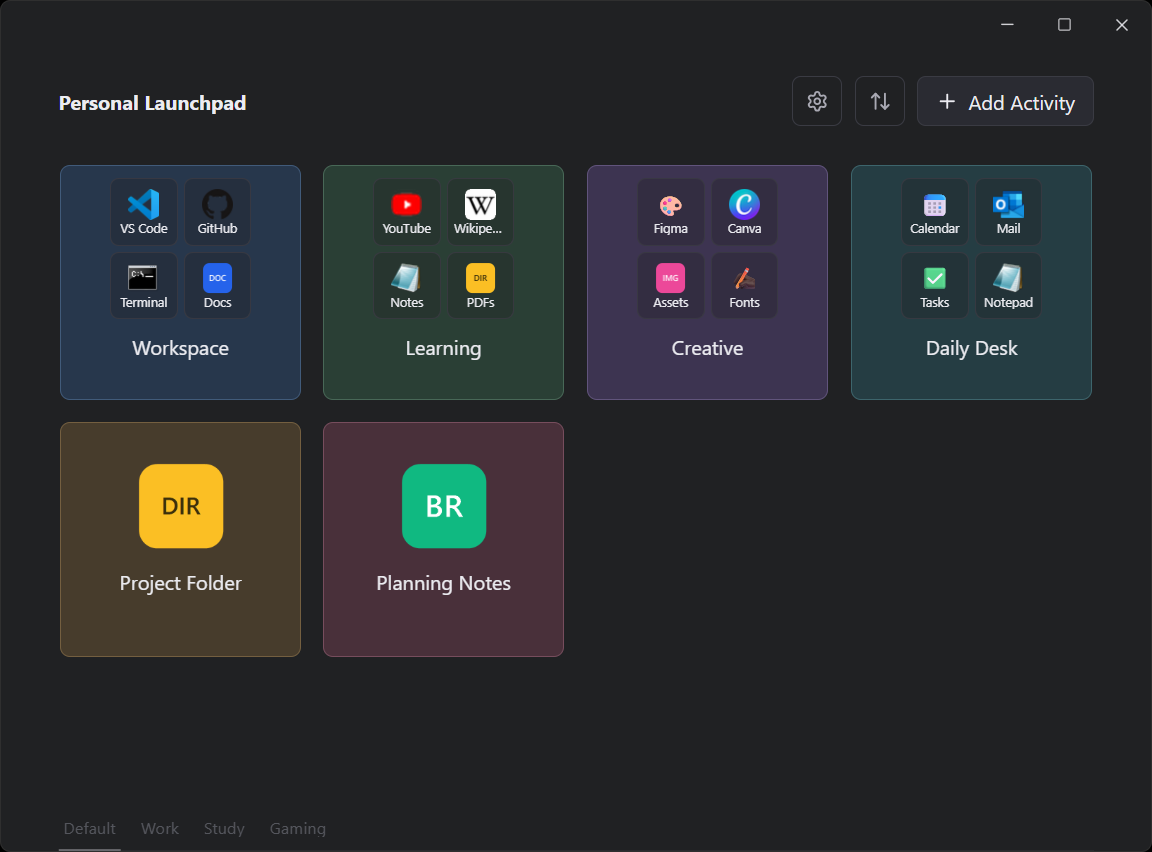 Personal Launchpad
Add Activity
VS Code
GitHub
Terminal
DOC
Docs
Workspace
YouTube
W
Wikipe...
Notes
DIR
PDFs
Learning
Figma
C
Canva
IMG
Assets
Fonts
Creative
Calendar
O
Mail
Tasks
Notepad
Daily Desk
DIR
Project Folder
BR
Planning Notes
Default
Work
Study
Gaming